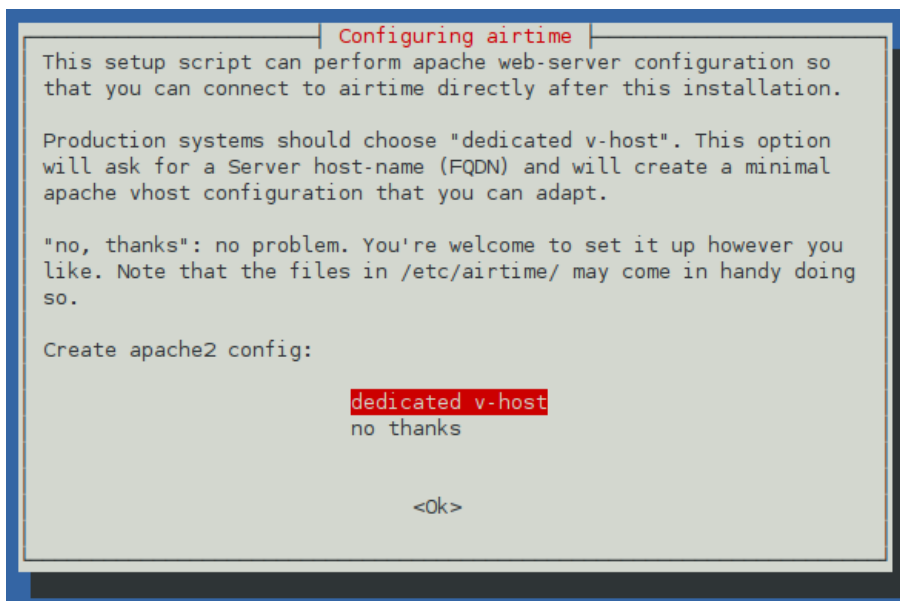 Configuring airtime
This setup script can perform apache web-server configuration so
that you can connect to airtime directly after this installation.
Production systems should choose "dedicated v-host". This option
will ask for a Server host-name (FQDN) and will create a minimal
apache vhost configuration that you can adapt.
"no, thanks": no problem. You're welcome to set it up however you
like. Note that the files in /etc/airtime/ may come in handy doing
so.
Create apache2 config:
dedicated v-host
no thanks
<Ok>